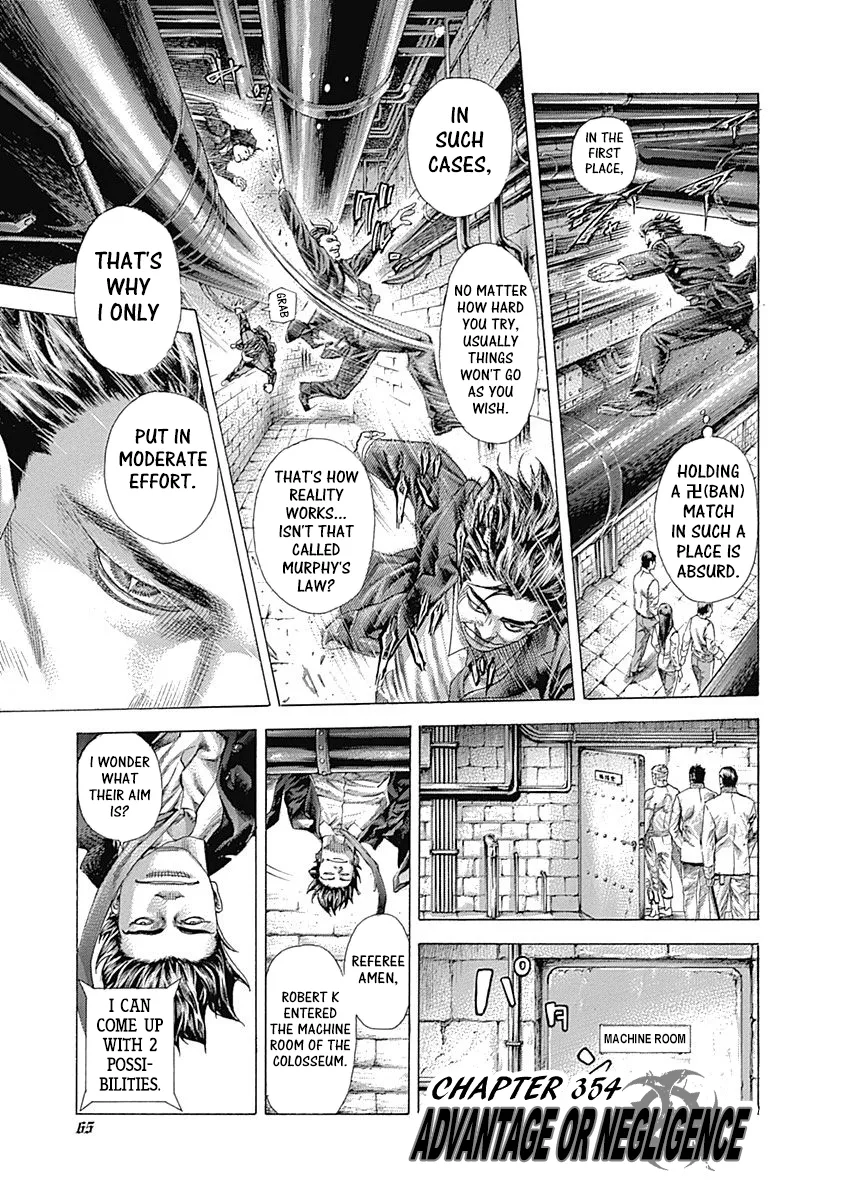 IN THE
FIRST
PLACE,
HOLDING
A 卍(BAN)
MATCH
IN SUCH A
PLACE IS
ABSURD.
IN
SUCH
CASES,
NO MATTER
HOW HARD
YOU TRY,
USUALLY
THINGS
WON'T GO
AS YOU
WISH.
GRAB
THAT'S HOW
REALITY
WORKS...
ISN'T THAT
CALLED
MURPHY'S
LAW?
THAT'S
WHY
I ONLY
PUT IN
MODERATE
EFFORT.
MACHINE ROOM
REFEREE
AMEN,
ROBERT K
ENTERED
THE MACHINE
ROOM OF THE
COLOSSEUM.
I WONDER
WHAT
THEIR AIM
IS?
I CAN
COME UP
WITH 2
POSSI-
BILITIES.
CHAPTER 354
ADVANTAGE OR NEGLIGENCE
65